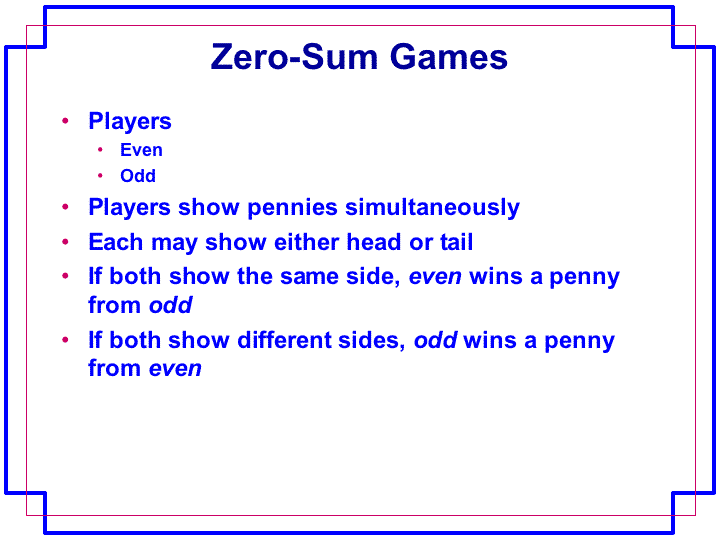 Zero-Sum Games
• Players
• Even
• Odd
• Players show pennies simultaneously
• Each may show either head or tail
• If both show the same side, even wins a penny
from odd
• If both show different sides, odd wins a penny
from even